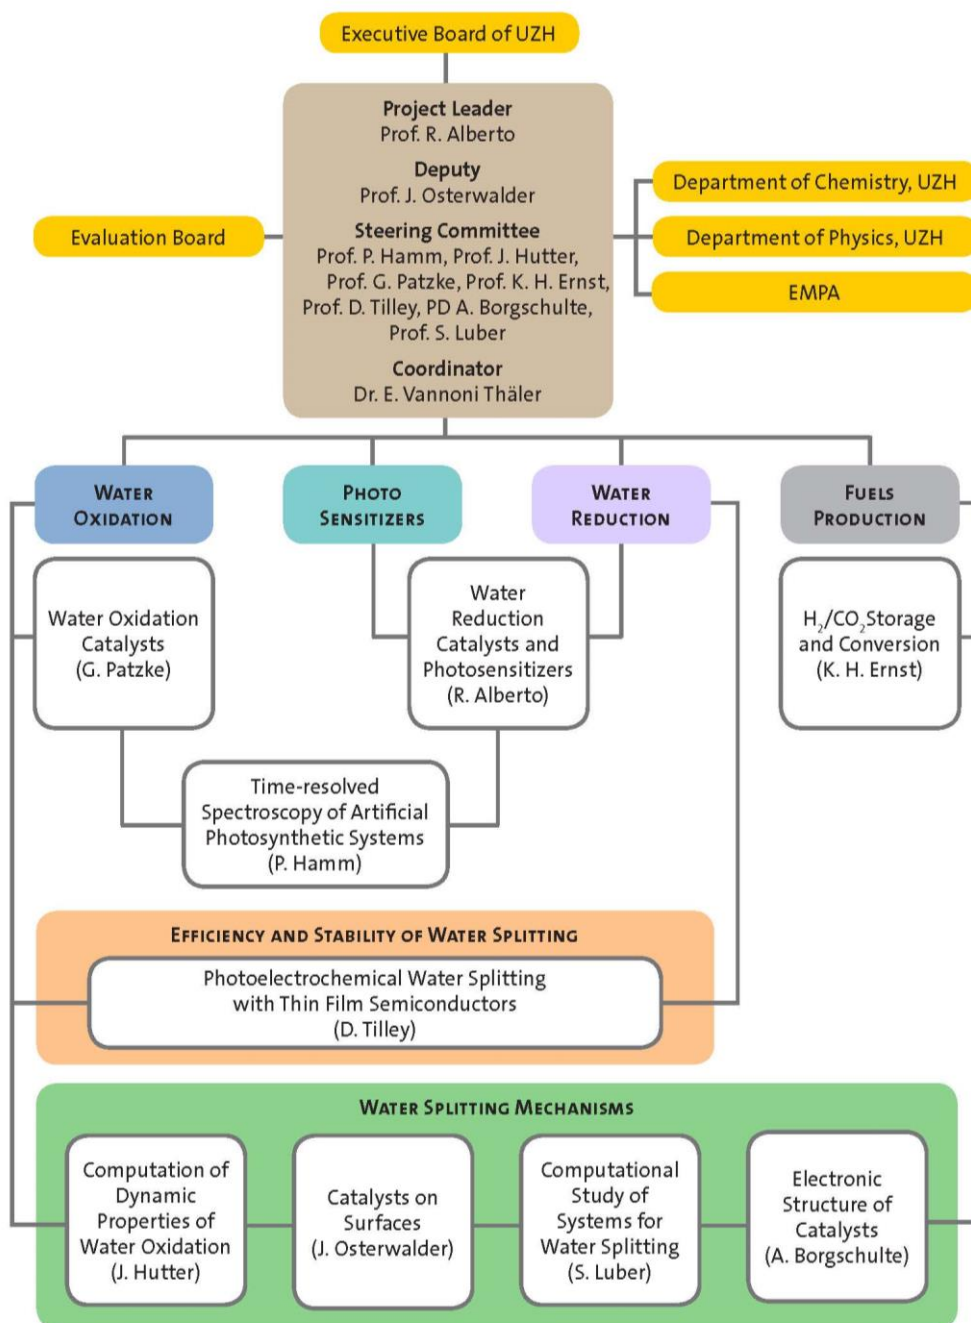 Executive Board of UZH
Project Leader
Prof. R. Alberto
Deputy
Prof. J. Osterwalder
Steering Committee
Prof. P. Hamm, Prof. J. Hutter,
Prof. G. Patzke, Prof. K. H. Ernst,
Prof. D. Tilley, PD A. Borgschulte,
Prof. S. Luber
Coordinator
Dr. E. Vannoni Thäler
Evaluation Board
Department of Chemistry, UZH
Department of Physics, UZH
EMPA
WATER
OXIDATION
PHOTO
SENSITIZERS
WATER
REDUCTION
FUELS
PRODUCTION
Water Oxidation
Catalysts
(G. Patzke)
Water
Reduction
Catalysts and
Photosensitizers
(R. Alberto)
H₂/CO₂Storage
and Conversion
(K. H. Ernst)
Time-resolved
Spectroscopy of Artificial
Photosynthetic Systems
(P. Hamm)
EFFICIENCY AND STABILITY OF WATER SPLITTING
Photoelectrochemical Water Splitting
with Thin Film Semiconductors
(D. Tilley)
WATER SPLITTING MECHANISMS
Computation of
Dynamic
Properties of
Water Oxidation
(J. Hutter)
Catalysts on
Surfaces
(J. Osterwalder)
Computational
Study of
Systems for
Water Splitting
(S. Luber)
Electronic
Structure of
Catalysts
(A. Borgschulte)